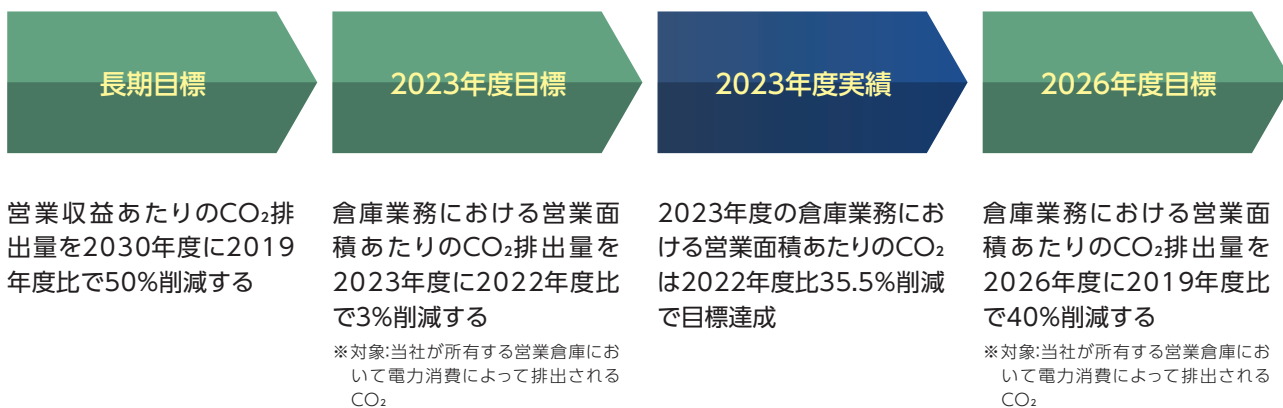 長期目標
営業収益あたりのCO₂排
出量を2030年度に2019
年度比で50%削減する
2023年度目標
倉庫業務における営業面
積あたりのCO₂排出量を
2023年度に2022年度比
で3%削減する
※対象:当社が所有する営業倉庫にお
いて電力消費によって排出される
CO₂
2023年度実績
2023年度の倉庫業務にお
ける営業面積あたりのCO₂
は2022年度比35.5%削減
で目標達成
2026年度目標
倉庫業務における営業面
積あたりのCO₂排出量を
2026年度に2019年度比
で40%削減する
※対象:当社が所有する営業倉庫にお
いて電力消費によって排出される
CO₂